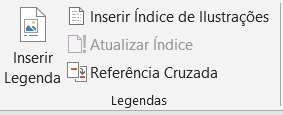 Inserir
Legenda
Inserir Índice de Ilustrações
Atualizar Índice
Referência Cruzada
Legendas